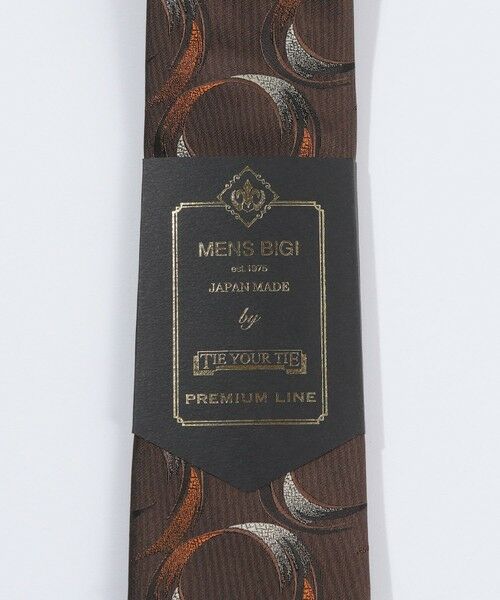 MENS BIGI
est. 1975
JAPAN MADE
by
TIE YOUR TIE
PREMIUM LINE